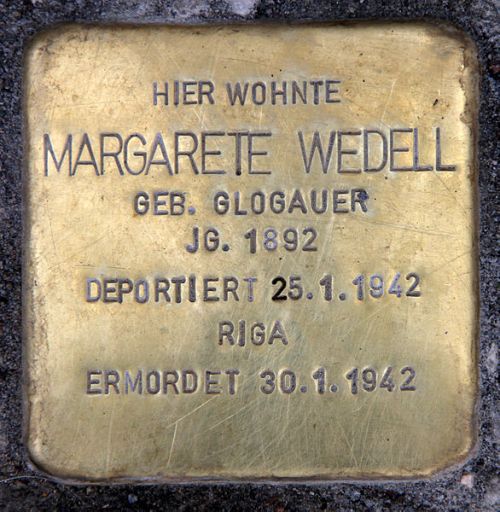 HIER WOHNTE
MARGARETE WEDELL
GEB. GLOGAUER
JG. 1892
DEPORTIERT 25.1.1942
RIGA
ERMORDET 30.1.1942